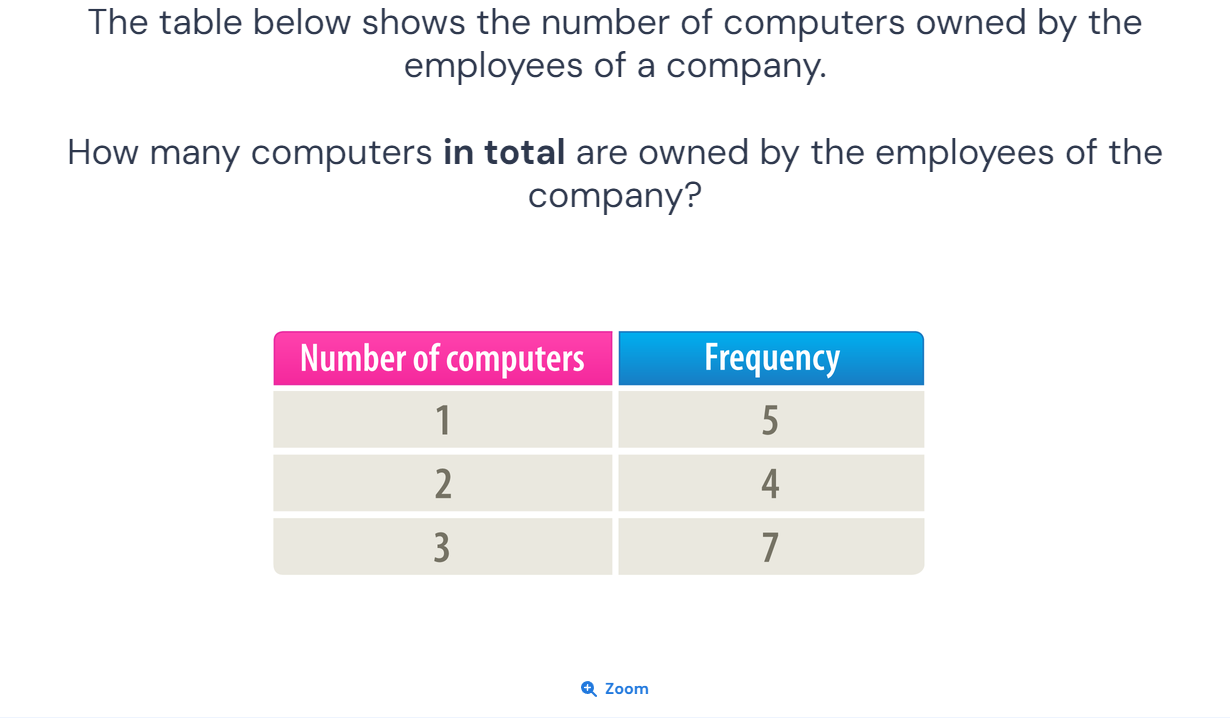 The table below shows the number of computers owned by the
employees of a company.
How many computers in total are owned by the employees of the
company?
Number of computers Frequency
1 5
2 4
3 7
Zoom